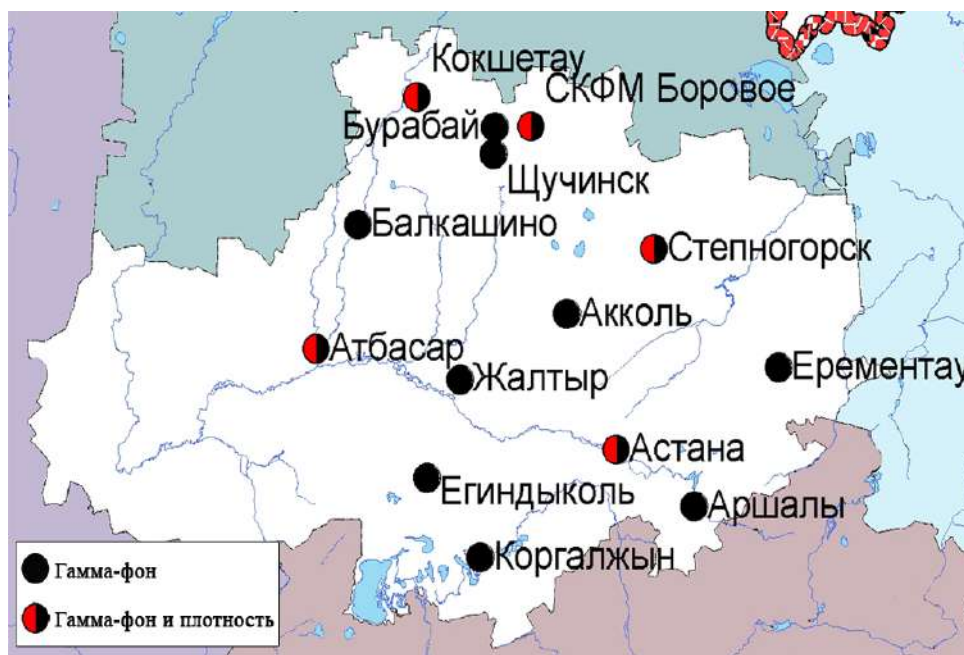 Кокшетау
СКФМ Боровое
Бурабай
Щучинск
Балкашино
Степногорск
Акколь
Атбасар
Жалтыр
Ерементау
Астана
Егиндыколь
Аршалы
Коргалжын
Гамма-фон
Гамма-фон и плотность